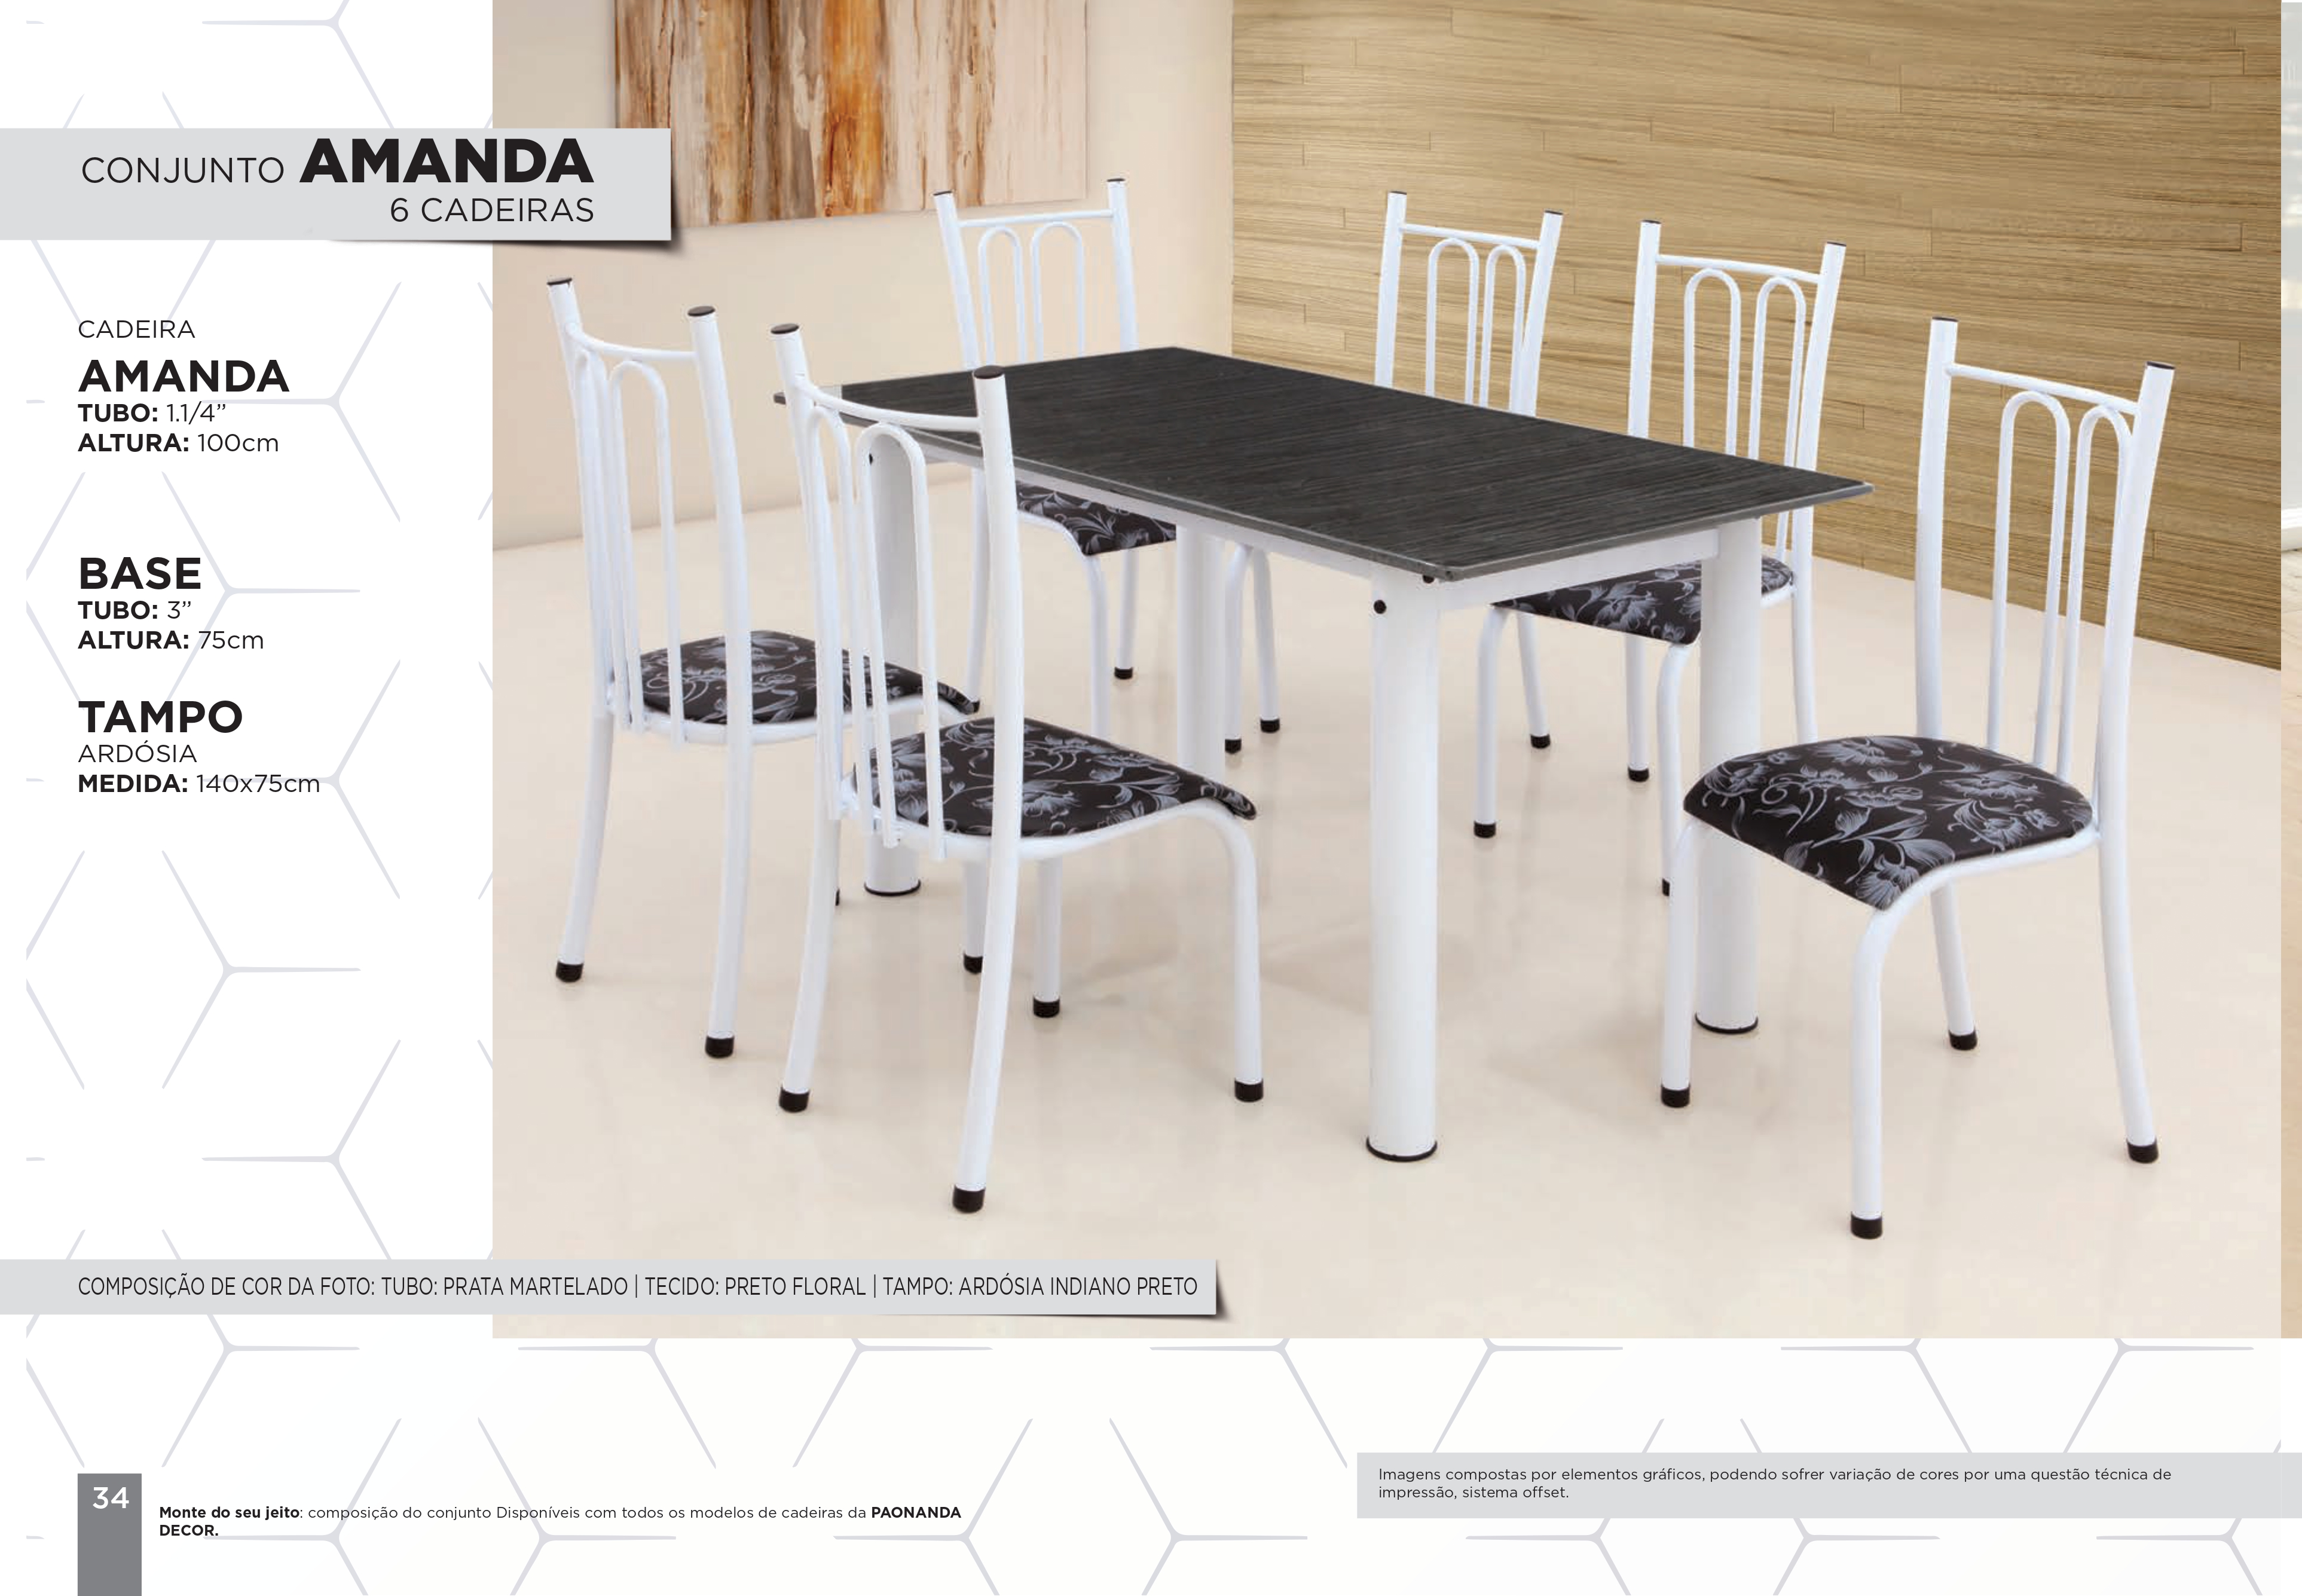 CONJUNTO AMANDA
6 CADEIRAS
CADEIRA
AMANDA
TUBO: 1.1/4”
ALTURA: 100cm
BASE
TUBO: 3”
ALTURA: 75cm
TAMPO
ARDÓSIA
MEDIDA: 140x75cm
COMPOSIÇÃO DE COR DA FOTO: TUBO: PRATA MARTELADO | TECIDO: PRETO FLORAL | TAMPO: ARDÓSIA INDIANO PRETO
34
Monte do seu jeito: composição do conjunto Disponíveis com todos os modelos de cadeiras da PAONANDA
DECOR.
Imagens compostas por elementos gráficos, podendo sofrer variação de cores por uma questão técnica de
impressão, sistema offset.